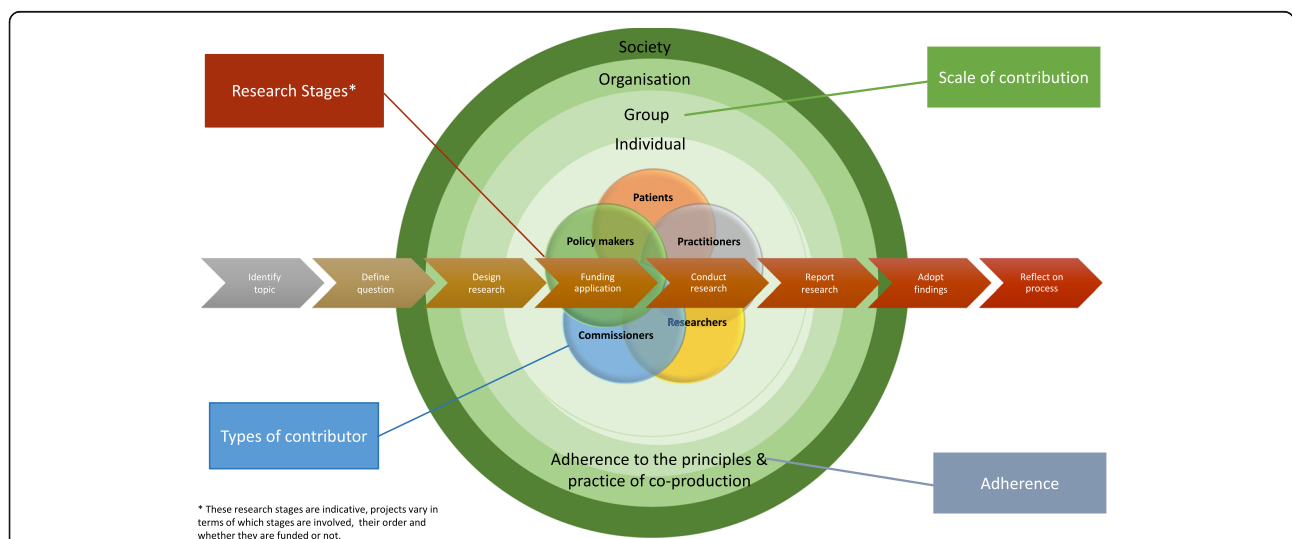 Society
Organisation
Group
Individual
Research Stages*
Scale of contribution
Patients
Policy makers
Practitioners
Identify
topic
Define
question
Design
research
Funding
application
Conduct
research
Report
research
Adopt
findings
Reflect on
process
Commissioners
Researchers
Types of contributor
Adherence to the principles &
practice of co-production
Adherence
* These research stages are indicative, projects vary in
terms of which stages are involved, their order and
whether they are funded or not.